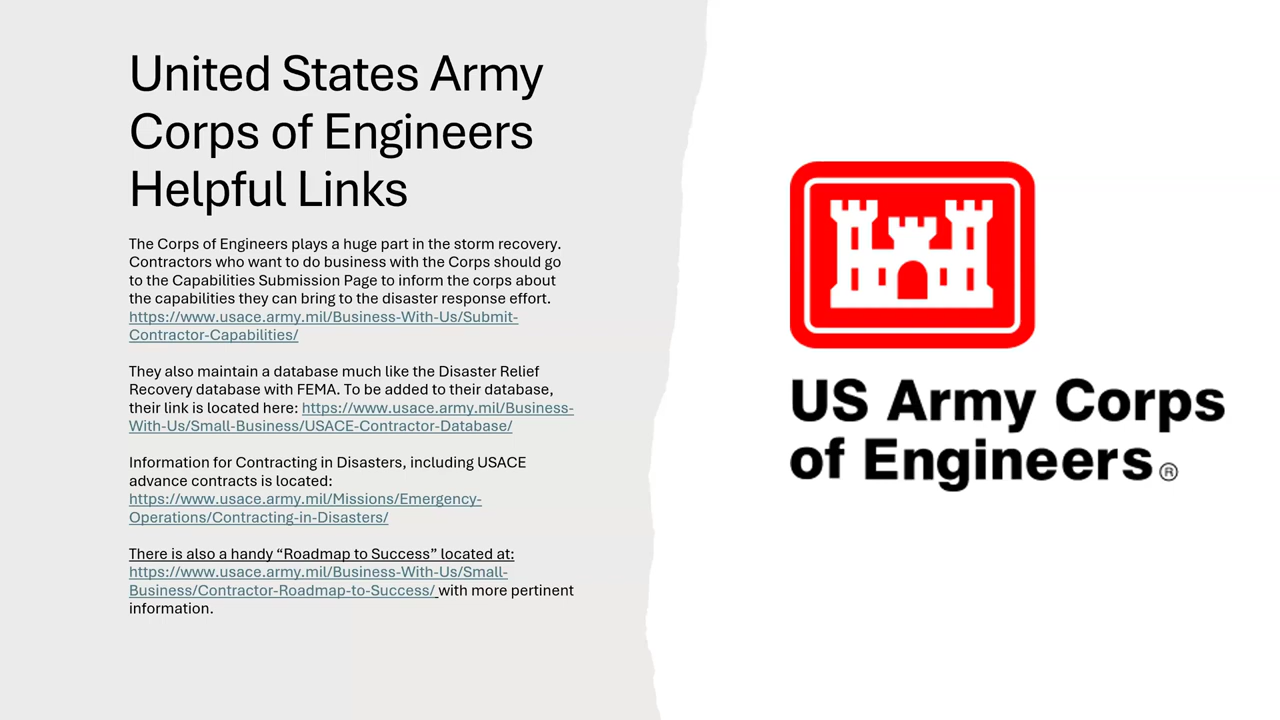 United States Army
Corps of Engineers
Helpful Links
The Corps of Engineers plays a huge part in the storm recovery.
Contractors who want to do business with the Corps should go
to the Capabilities Submission Page to inform the corps about
the capabilities they can bring to the disaster response effort.
https://www.usace.army.mil/Business-With-Us/Submit-
Contractor-Capabilities/
They also maintain a database much like the Disaster Relief
Recovery database with FEMA. To be added to their database,
their link is located here: https://www.usace.army.mil/Business-
With-Us/Small-Business/USACE-Contractor-Database/
Information for Contracting in Disasters, including USACE
advance contracts is located:
https://www.usace.army.mil/Missions/Emergency-
Operations/Contracting-in-Disasters/
There is also a handy “Roadmap to Success” located at:
https://www.usace.army.mil/Business-With-Us/Small-
Business/Contractor-Roadmap-to-Success/ with more pertinent
information.
US Army Corps
of Engineers®